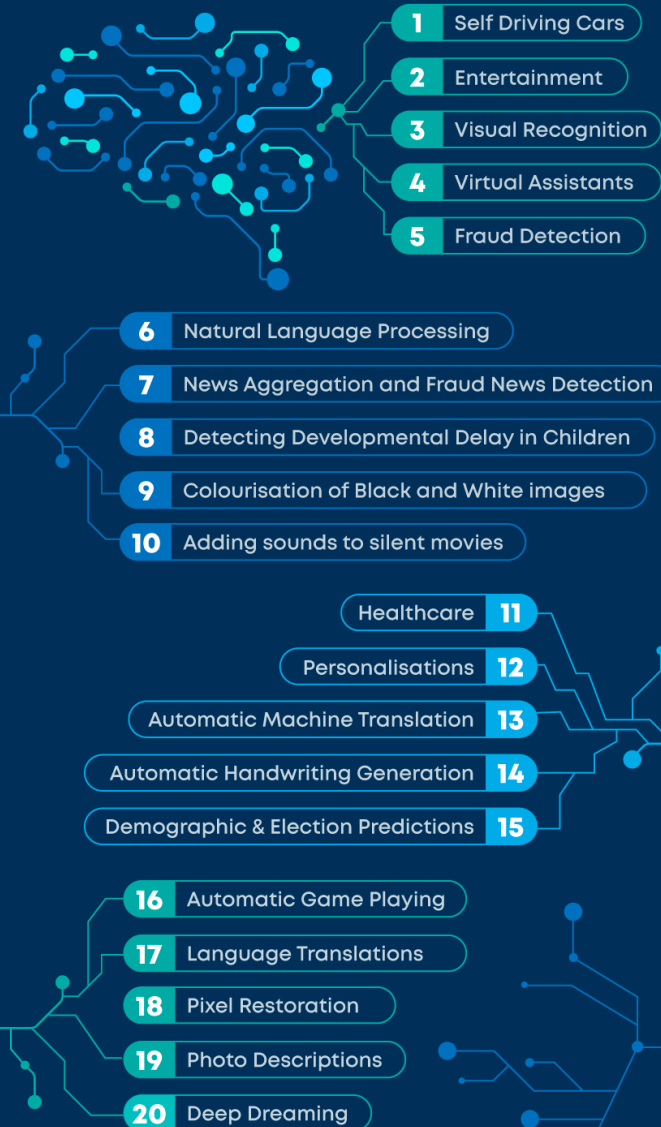 1 Self Driving Cars
2 Entertainment
3 Visual Recognition
4 Virtual Assistants
5 Fraud Detection
6 Natural Language Processing
7 News Aggregation and Fraud News Detection
8 Detecting Developmental Delay in Children
9 Colourisation of Black and White images
10 Adding sounds to silent movies
Healthcare 11
Personalisations 12
Automatic Machine Translation 13
Automatic Handwriting Generation 14
Demographic & Election Predictions 15
16 Automatic Game Playing
17 Language Translations
18 Pixel Restoration
19 Photo Descriptions
20 Deep Dreaming